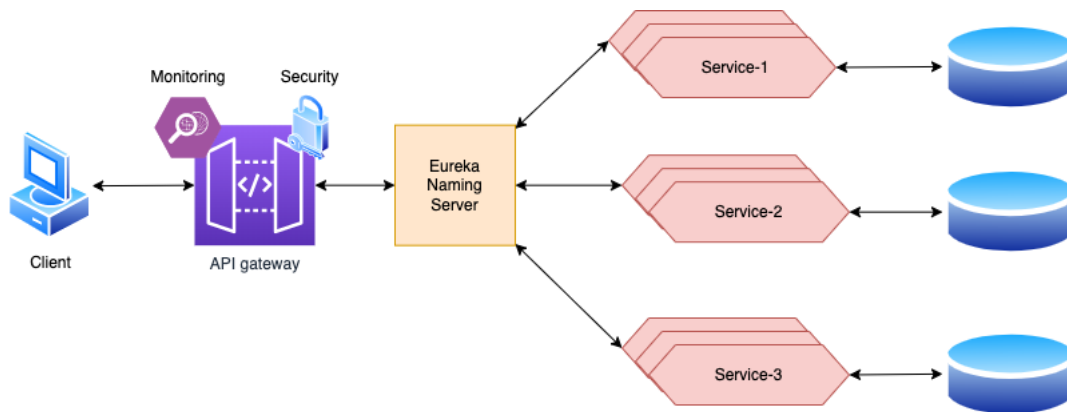 Monitoring
Security
Client
</>
API gateway
Eureka
Naming
Server
Service-1
Service-2
Service-3